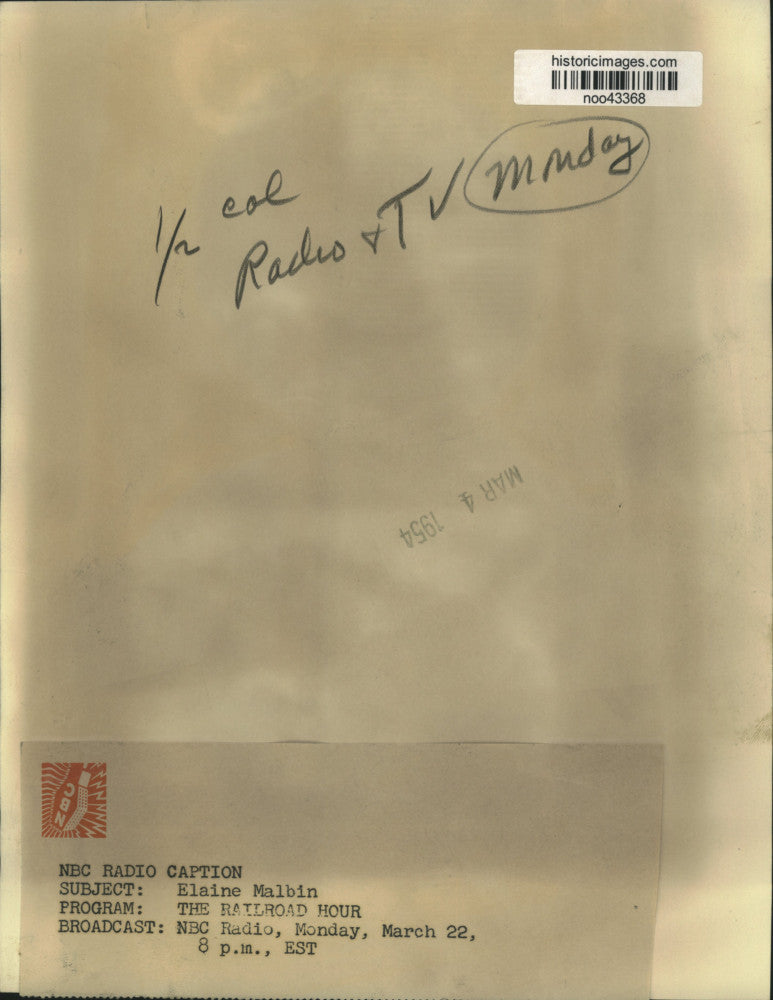 historicimages.com
noo43368
1/2 col
Radio + TV Monday
MAR 4 1954
NBC
NBC RADIO CAPTION
SUBJECT: Elaine Malbin
PROGRAM: THE RAILROAD HOUR
BROADCAST: NBC Radio, Monday, March 22,
8 p.m., EST